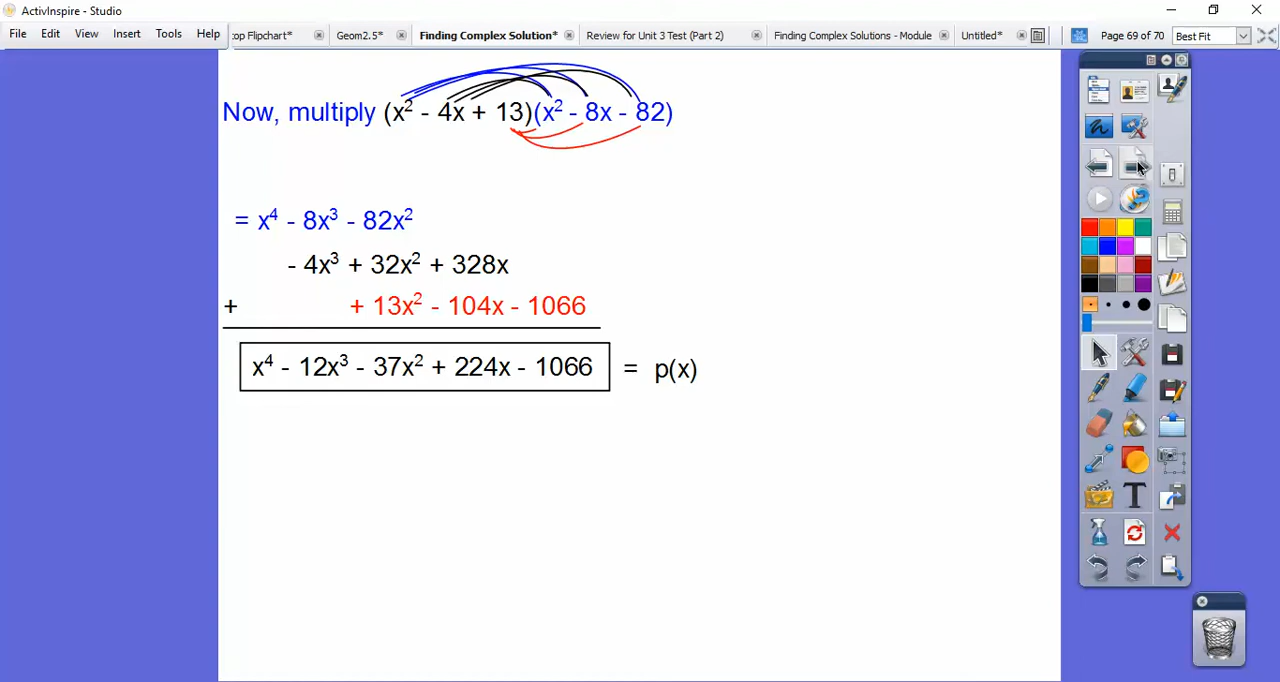 ActivInspire - Studio
File Edit View Insert Tools Help
top Flipchart* Geom2.5* Finding Complex Solution* Review for Unit 3 Test (Part 2) Finding Complex Solutions - Module Untitled* Page 69 of 70 Best Fit
Now, multiply (x² - 4x + 13)(x² - 8x - 82)
= x⁴ - 8x³ - 82x²
- 4x³ + 32x² + 328x
+ + 13x² - 104x - 1066
x⁴ - 12x³ - 37x² + 224x - 1066 = p(x)
T